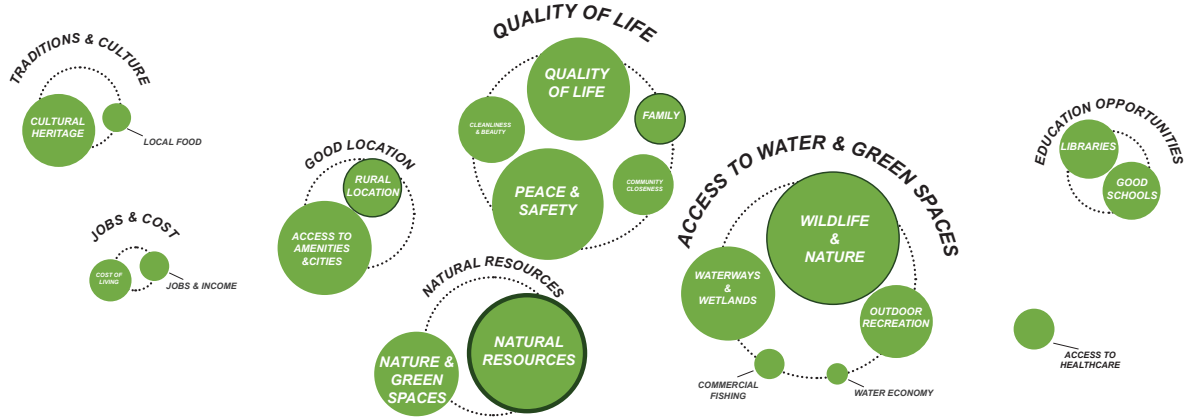 TRADITIONS & CULTURE
CULTURAL
HERITAGE
LOCAL FOOD
JOBS & COST
COST OF
LIVING
JOBS & INCOME
GOOD LOCATION
RURAL
LOCATION
ACCESS TO
AMENITIES
&CITIES
QUALITY OF LIFE
QUALITY
OF LIFE
CLEANLINESS
& BEAUTY
FAMILY
PEACE &
SAFETY
COMMUNITY
CLOSENESS
NATURAL RESOURCES
NATURE &
GREEN
SPACES
NATURAL
RESOURCES
ACCESS TO WATER & GREEN SPACES
WILDLIFE
&
NATURE
WATERWAYS
&
WETLANDS
OUTDOOR
RECREATION
COMMERCIAL
FISHING
WATER ECONOMY
EDUCATION OPPORTUNITIES
LIBRARIES
GOOD
SCHOOLS
ACCESS TO
HEALTHCARE